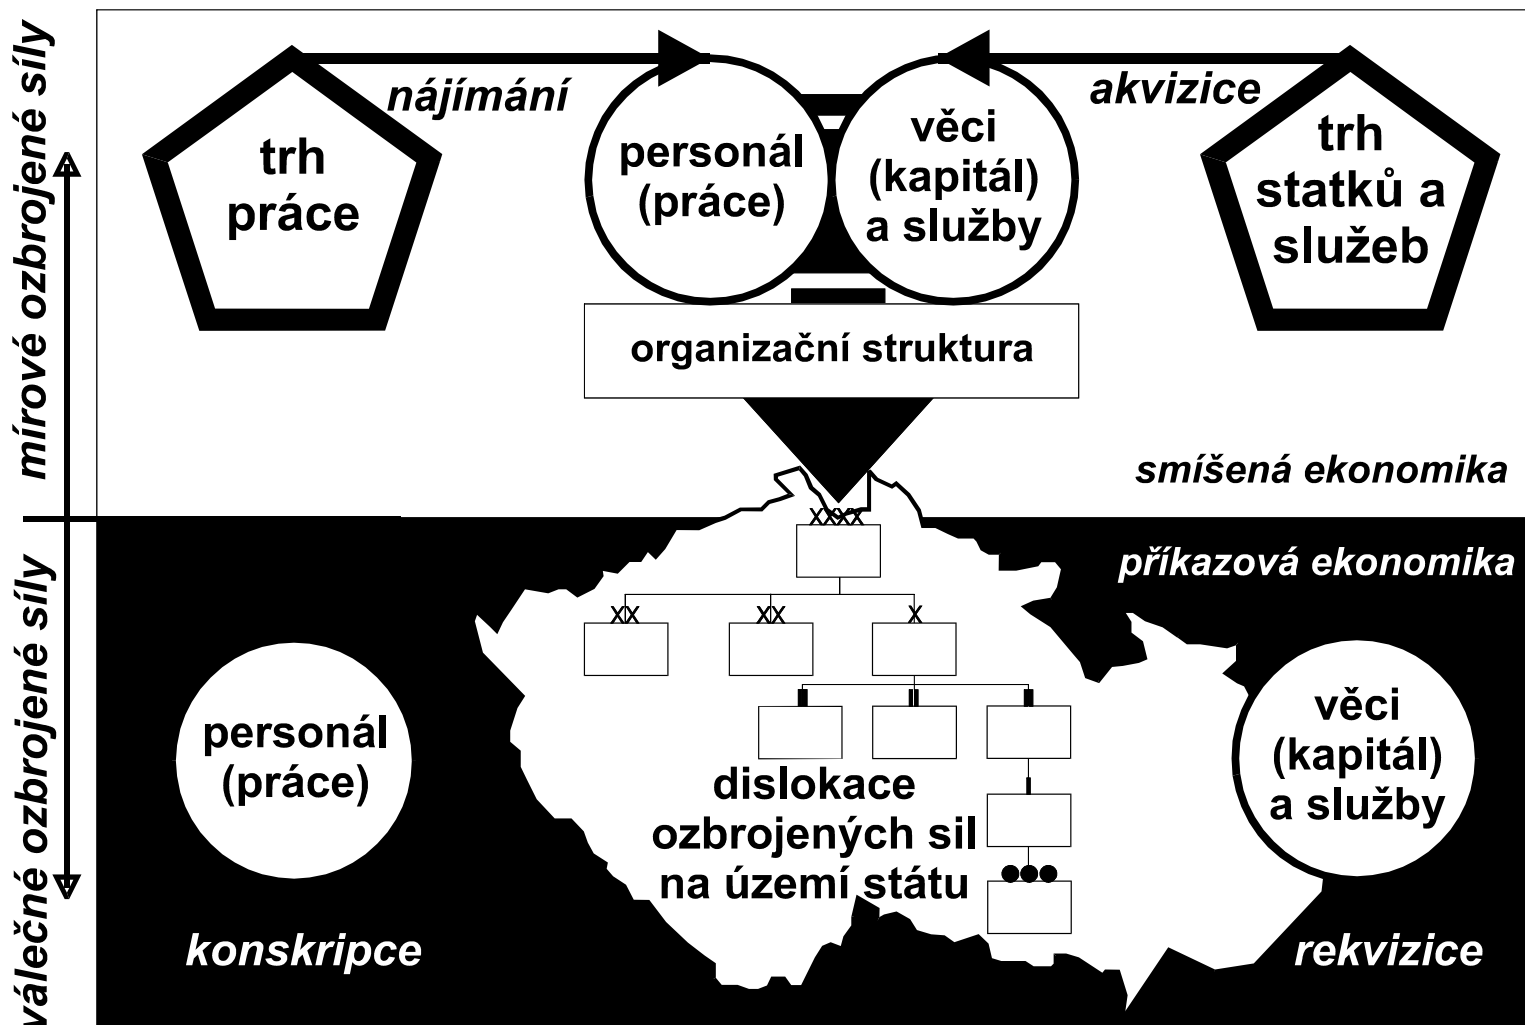 mírové ozbrojené síly
válečné ozbrojené síly
nájímání
akvizice
trh
práce
personál
(práce)
věci
(kapitál)
a služby
trh
statků a
služeb
organizační struktura
smíšená ekonomika
příkazová ekonomika
XXXX
XX
XX
X
personál
(práce)
dislokace
ozbrojených sil
na území státu
věci
(kapitál)
a služby
konskripce
rekvizice